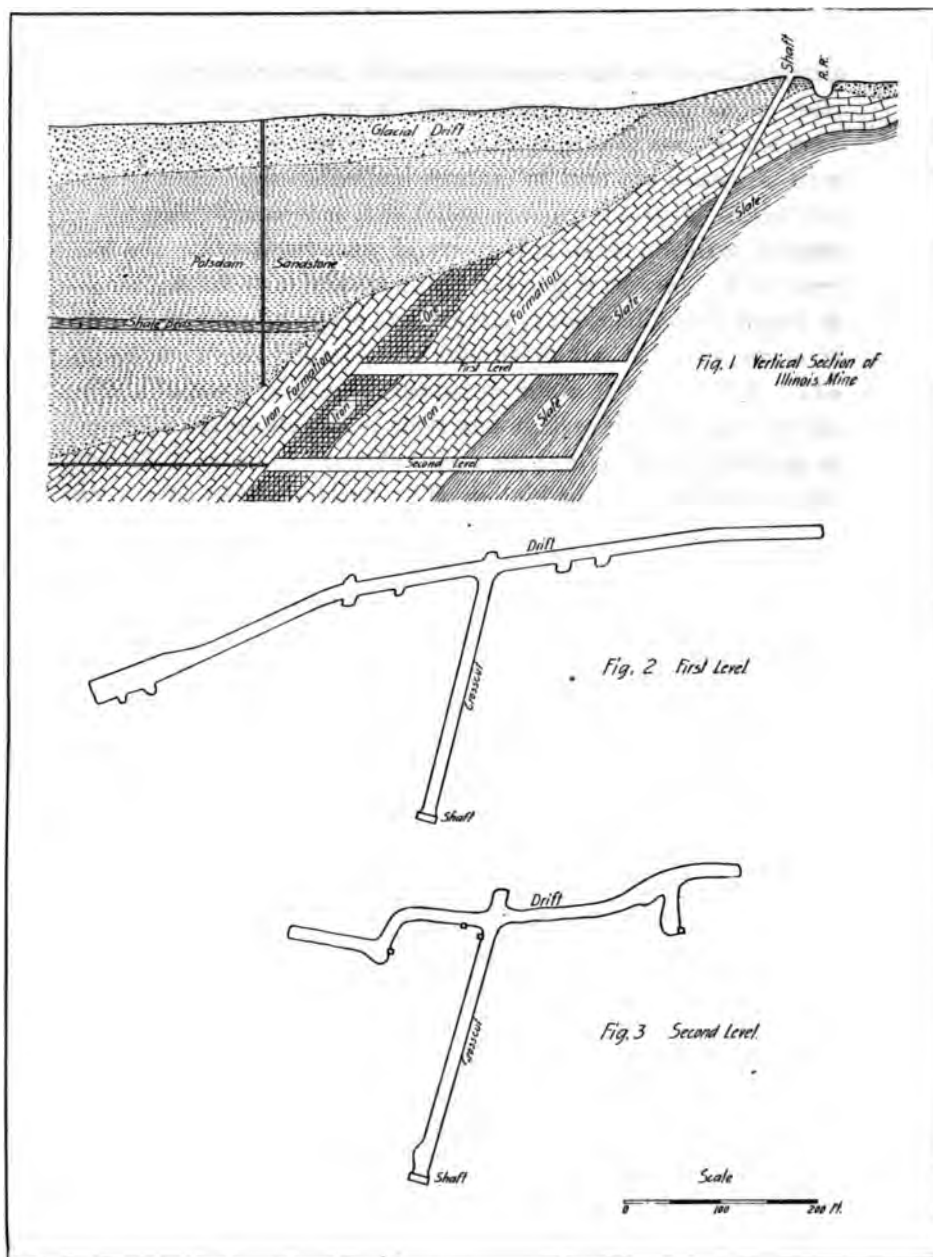 Shaft
R.R.
Glacial Drift
Slate
Potsdam Sandstone
Formation
Ore
Slate
Shale
Iron Formation
First Level
Fig. 1 Vertical Section of
Illinois Mine
Iron
Iron
Slate
Second Level
Drift
Crosscut
Fig. 2 First Level
Shaft
Drift
Crosscut
Fig. 3 Second Level.
Shaft
Scale
0 100 200 Ft.